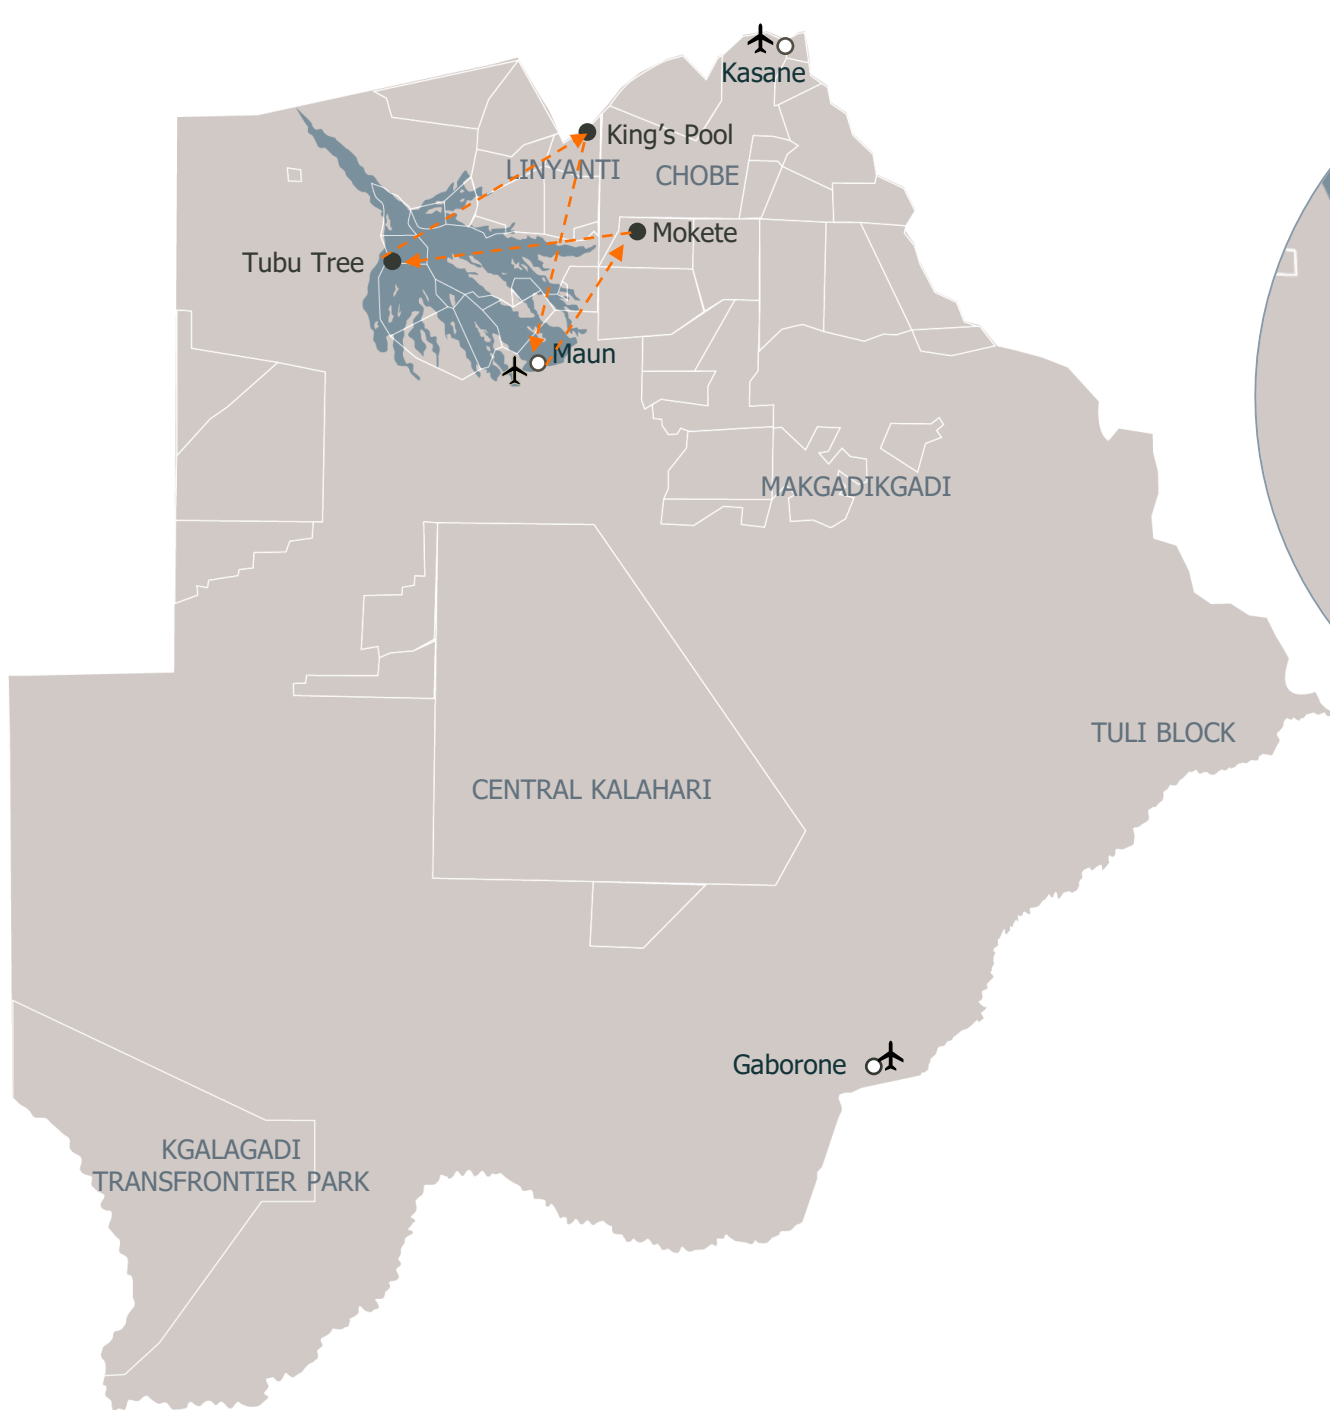 Kasane
King's Pool
LINYANTI
CHOBE
Mokete
Tubu Tree
Maun
MAKGADIKGADI
TULI BLOCK
CENTRAL KALAHARI
Gaborone
KGALAGADI
TRANSFRONTIER PARK